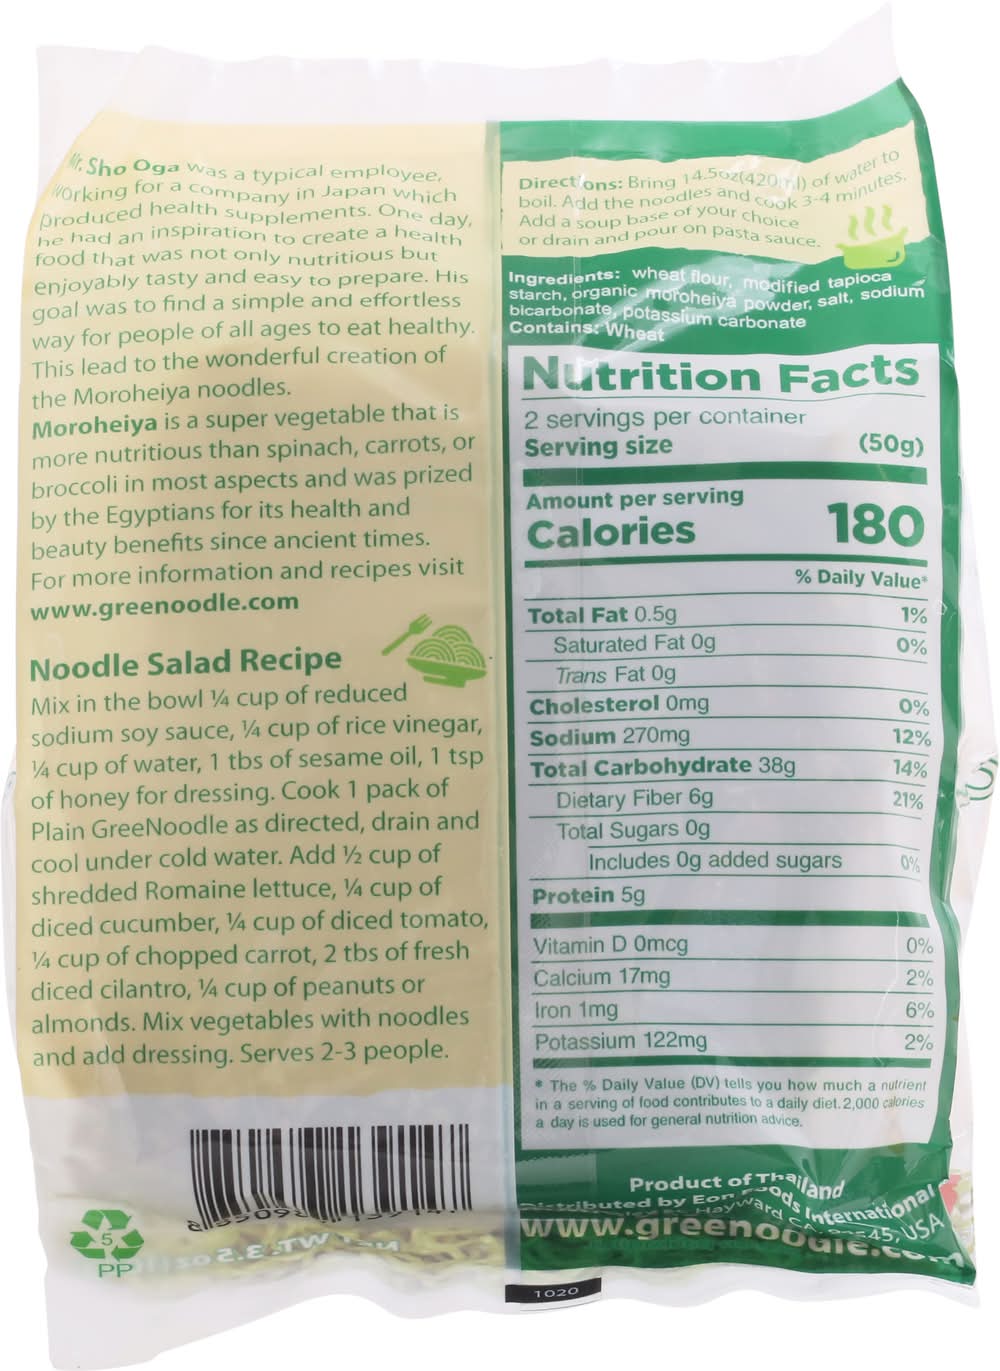 Mr. Sho Oga was a typical employee,
working for a company in Japan which
produced health supplements. One day,
he had an inspiration to create a health
food that was not only nutritious but
enjoyably tasty and easy to prepare. His
goal was to find a simple and effortless
way for people of all ages to eat healthy.
This lead to the wonderful creation of
the Moroheiya noodles.
Moroheiya is a super vegetable that is
more nutritious than spinach, carrots, or
broccoli in most aspects and was prized
by the Egyptians for its health and
beauty benefits since ancient times.
For more information and recipes visit
www.greenoodle.com
Noodle Salad Recipe
Mix in the bowl ¼ cup of reduced
sodium soy sauce, ¼ cup of rice vinegar,
¼ cup of water, 1 tbs of sesame oil, 1 tsp
of honey for dressing. Cook 1 pack of
Plain GreeNoodle as directed, drain and
cool under cold water. Add ½ cup of
shredded Romaine lettuce, ¼ cup of
diced cucumber, ¼ cup of diced tomato,
¼ cup of chopped carrot, 2 tbs of fresh
diced cilantro, ¼ cup of peanuts or
almonds. Mix vegetables with noodles
and add dressing. Serves 2-3 people.
5
PP
NET WT. 3.5 oz
Directions: Bring 14.5oz(420ml) of water to
boil. Add the noodles and cook 3-4 minutes.
Add a soup base of your choice
or drain and pour on pasta sauce.
Ingredients: wheat flour, modified tapioca
starch, organic moroheiya powder, salt, sodium
bicarbonate, potassium carbonate
Contains: Wheat
Nutrition Facts
2 servings per container
Serving size (50g)
Amount per serving
Calories 180
% Daily Value*
Total Fat 0.5g 1%
Saturated Fat 0g 0%
Trans Fat 0g
Cholesterol 0mg 0%
Sodium 270mg 12%
Total Carbohydrate 38g 14%
Dietary Fiber 6g 21%
Total Sugars 0g
Includes 0g added sugars 0%
Protein 5g
Vitamin D 0mcg 0%
Calcium 17mg 2%
Iron 1mg 6%
Potassium 122mg 2%
* The % Daily Value (DV) tells you how much a nutrient
in a serving of food contributes to a daily diet. 2,000 calories
a day is used for general nutrition advice.
Product of Thailand
Distributed by Eon Foods International
Hayward CA USA
www.greenoodle.com
1020